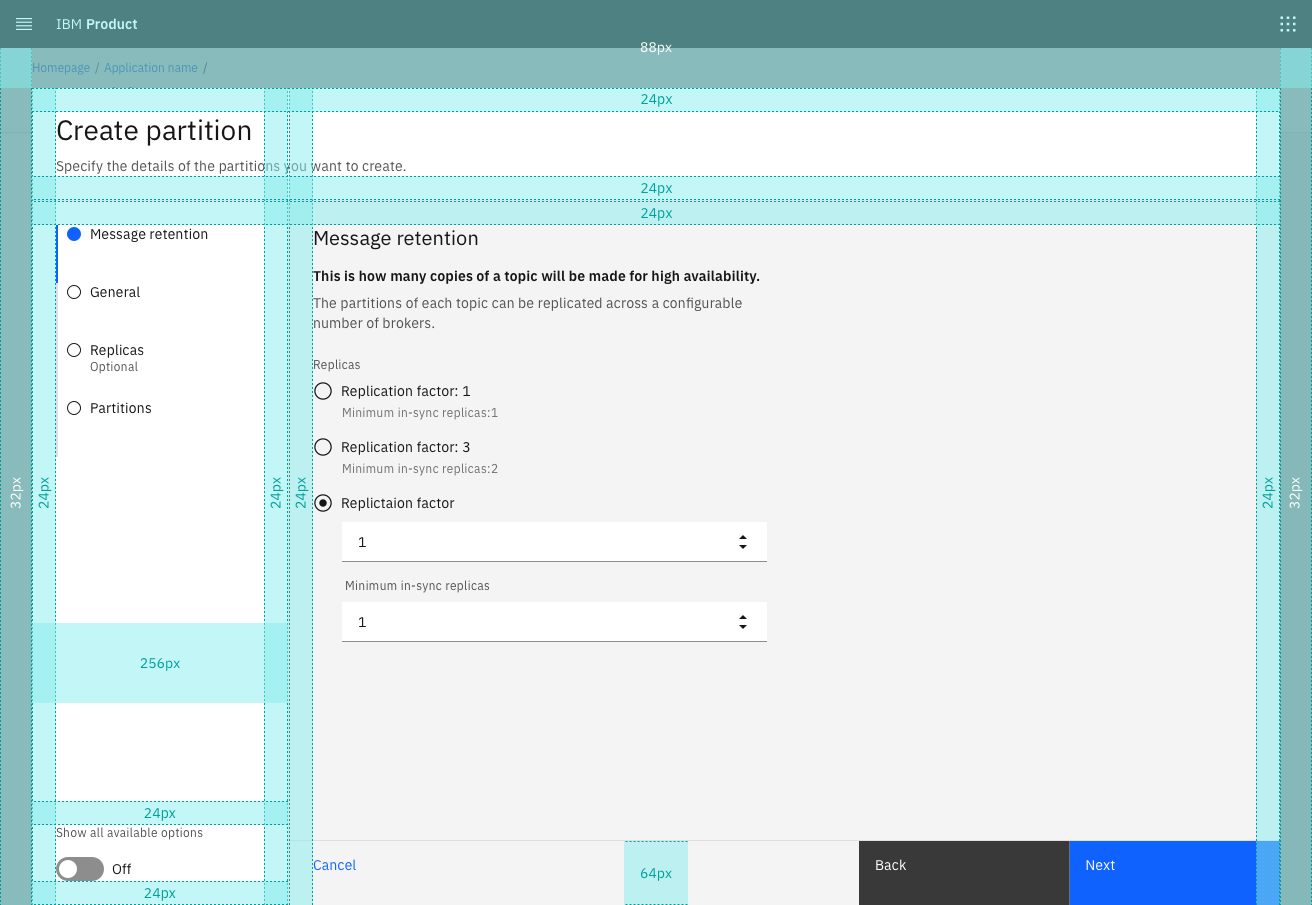 IBM Product
88px
Homepage / Application name /
24px
Create partition
Specify the details of the partitions you want to create.
24px
24px
Message retention
General
Replicas
Optional
Partitions
Message retention
This is how many copies of a topic will be made for high availability.
The partitions of each topic can be replicated across a configurable
number of brokers.
Replicas
Replication factor: 1
Minimum in-sync replicas:1
Replication factor: 3
Minimum in-sync replicas:2
Replictaion factor
1
Minimum in-sync replicas
1
32px
24px
24px
24px
24px
32px
256px
24px
Show all available options
Off
24px
Cancel
64px
Back
Next